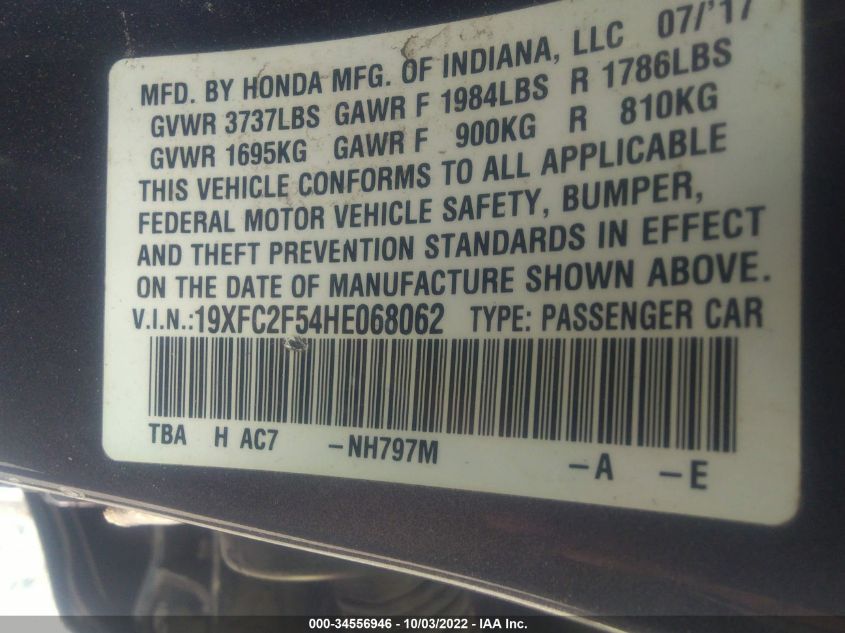 MFD. BY HONDA MFG. OF INDIANA, LLC 07/'17
GVWR 3737LBS GAWR F 1984LBS R 1786LBS
GVWR 1695KG GAWR F 900KG R 810KG
THIS VEHICLE CONFORMS TO ALL APPLICABLE
FEDERAL MOTOR VEHICLE SAFETY, BUMPER,
AND THEFT PREVENTION STANDARDS IN EFFECT
ON THE DATE OF MANUFACTURE SHOWN ABOVE.
V.I.N.:19XFC2F54HE068062 TYPE: PASSENGER CAR
TBA H AC7 -NH797M -A -E
000-34556946 - 10/03/2022 - IAA Inc.